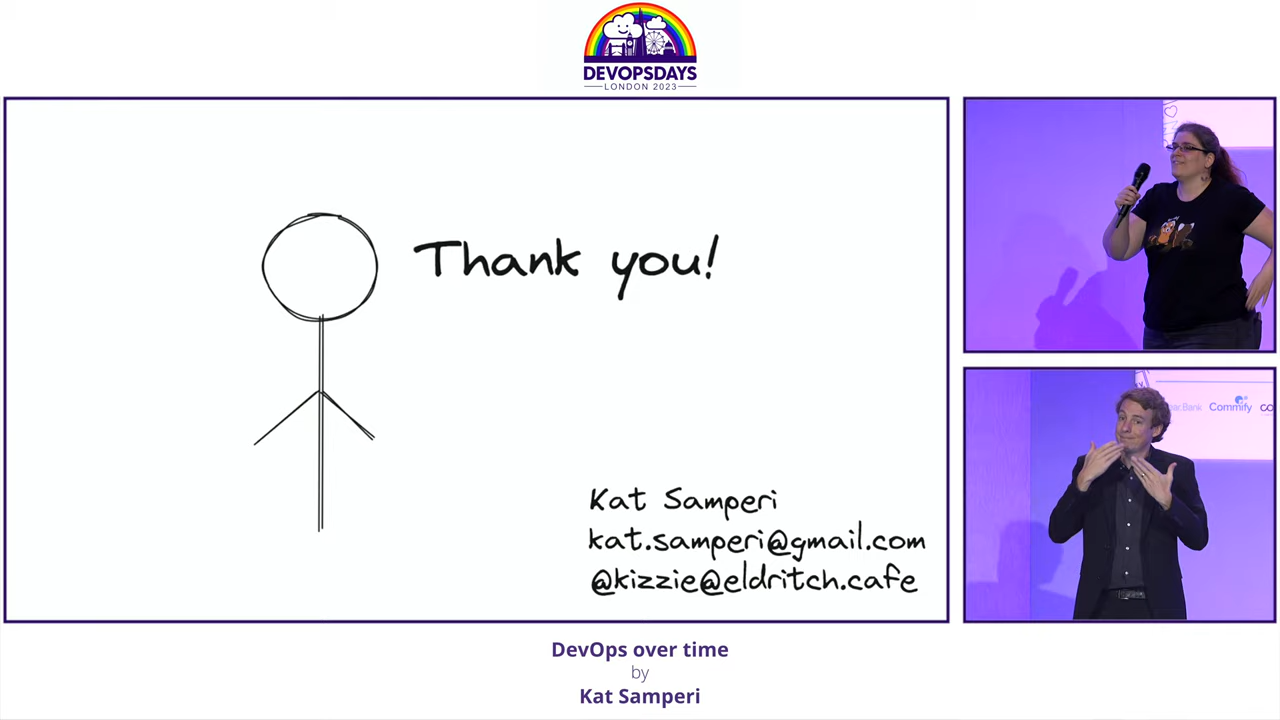 DEVOPSDAYS
LONDON 2023
Thank you!
Kat Samperi
kat.samperi@gmail.com
@kizzie@eldritch.cafe
Commify
DevOps over time
by
Kat Samperi